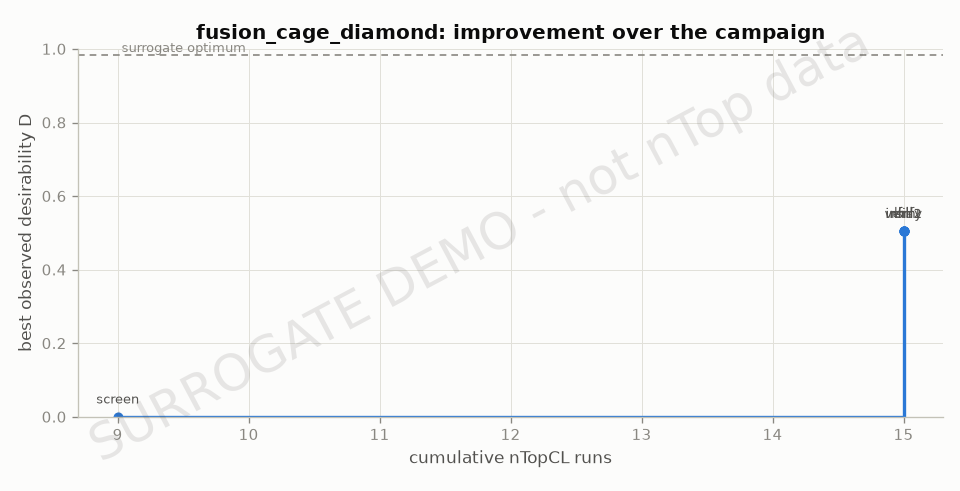 fusion_cage_diamond: improvement over the campaign
surrogate optimum
1.0
0.8
0.6
0.4
0.2
0.0
best observed desirability D
screen
9
10
11
12
13
14
15
cumulative nTopCL runs
SURROGATE DEMO - not nTop data